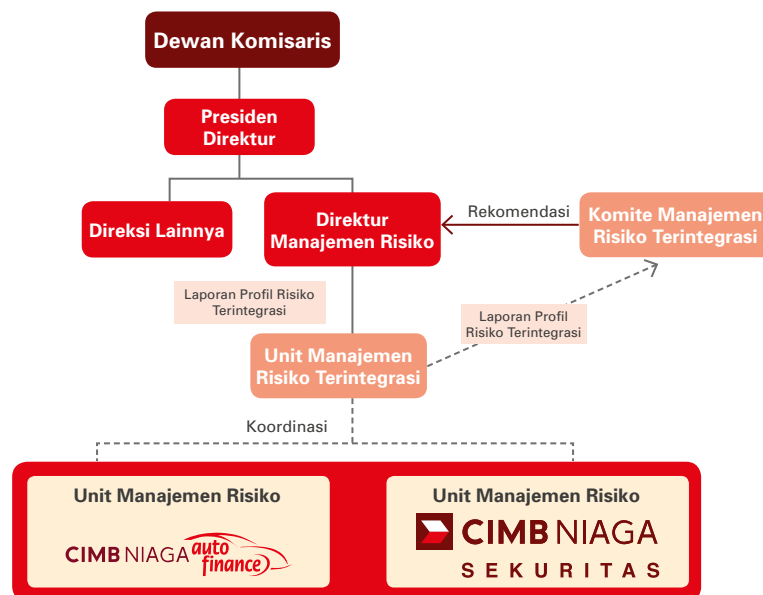 Dewan Komisaris
Presiden
Direktur
Direksi Lainnya
Direktur
Manajemen Risiko
Rekomendasi
Komite Manajemen
Risiko Terintegrasi
Laporan Profil Risiko
Terintegrasi
Laporan Profil
Risiko Terintegrasi
Unit Manajemen
Risiko Terintegrasi
Koordinasi
Unit Manajemen Risiko
CIMB NIAGA auto
finance
Unit Manajemen Risiko
CIMB NIAGA
SEKURITAS